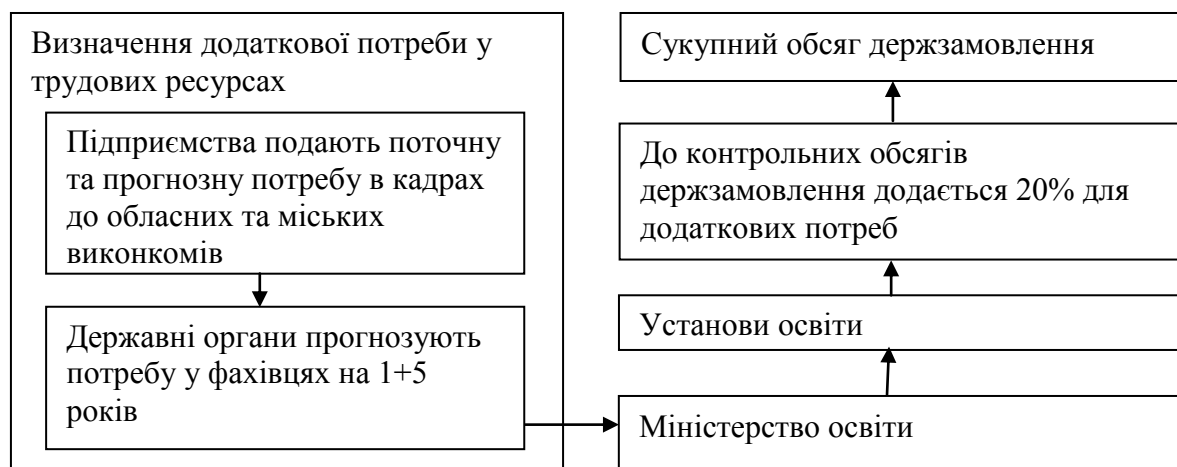 Визначення додаткової потреби у
трудових ресурсах
Підприємства подають поточну
та прогнозну потребу в кадрах
до обласних та міських
виконкомів
Державні органи прогнозують
потребу у фахівцях на 1+5
років
Сукупний обсяг держзамовлення
До контрольних обсягів
держзамовлення додається 20% для
додаткових потреб
Установи освіти
Міністерство освіти